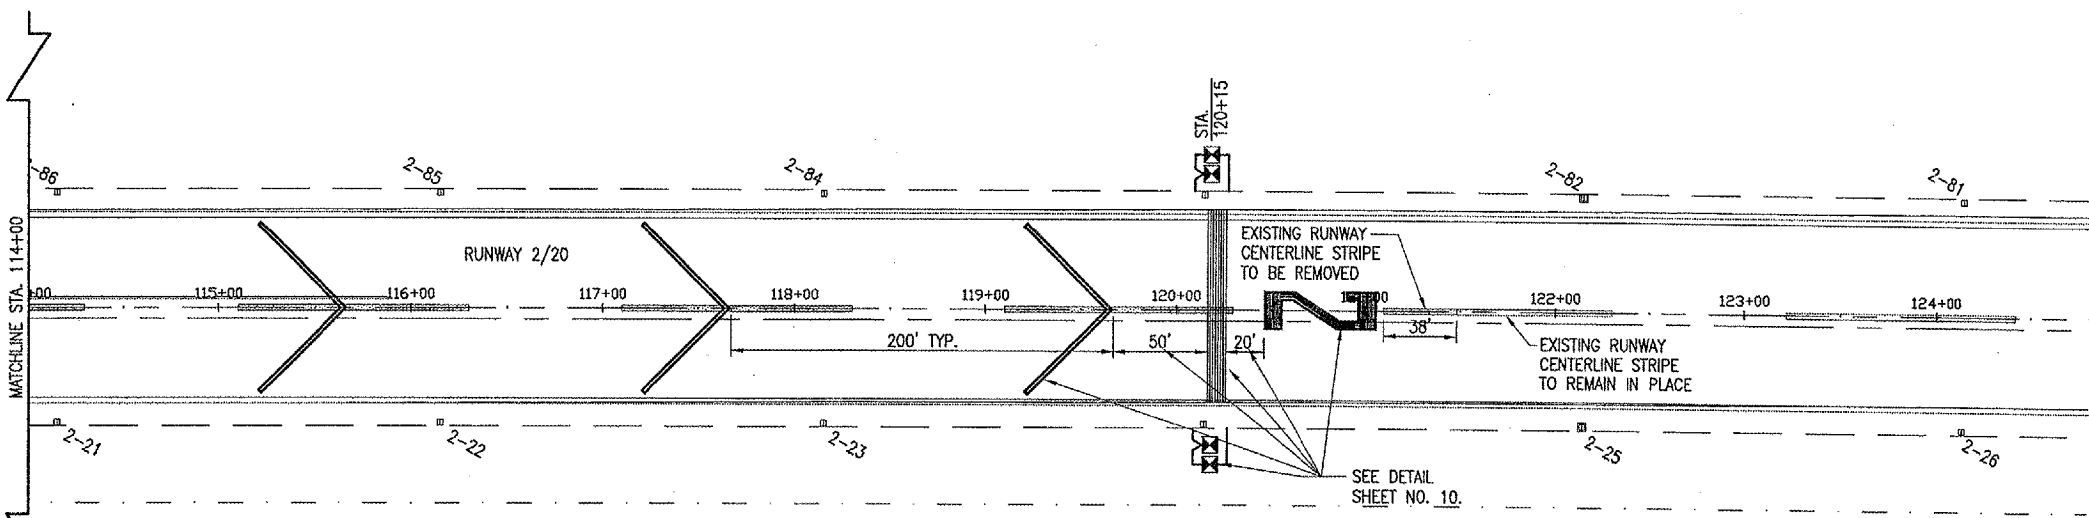 MATCHLINE STA. 114+00
STA.
120+15
-86
2-85
2-84
2-82
2-81
RUNWAY 2/20
EXISTING RUNWAY
CENTERLINE STRIPE
TO BE REMOVED
+00
115+00
116+00
117+00
118+00
119+00
120+00
122+00
123+00
124+00
200' TYP.
50'
20'
38'
EXISTING RUNWAY
CENTERLINE STRIPE
TO REMAIN IN PLACE
2-21
2-22
2-23
2-25
2-26
SEE DETAIL
SHEET NO. 10.